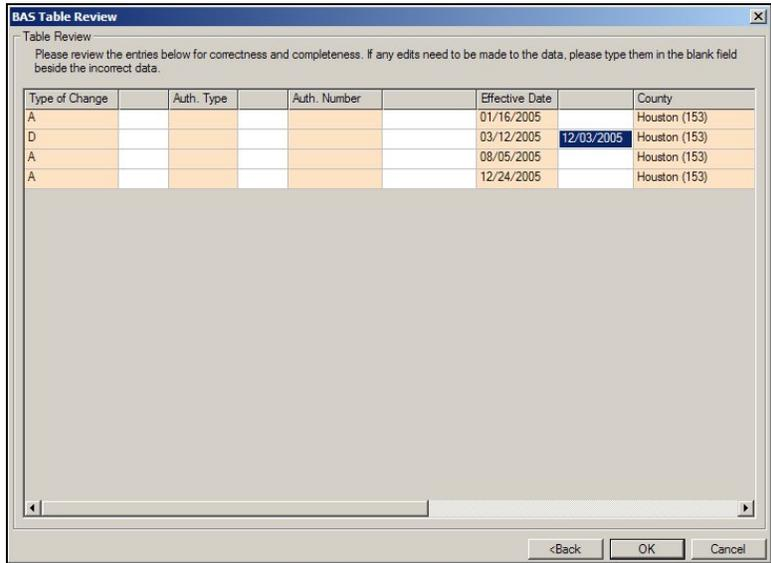 BAS Table Review
Table Review
Please review the entries below for correctness and completeness. If any edits need to be made to the data, please type them in the blank field
beside the incorrect data.
Type of Change Auth. Type Auth. Number Effective Date County
A 01/16/2005 Houston (153)
D 03/12/2005 12/03/2005 Houston (153)
A 08/05/2005 Houston (153)
A 12/24/2005 Houston (153)
<Back OK Cancel